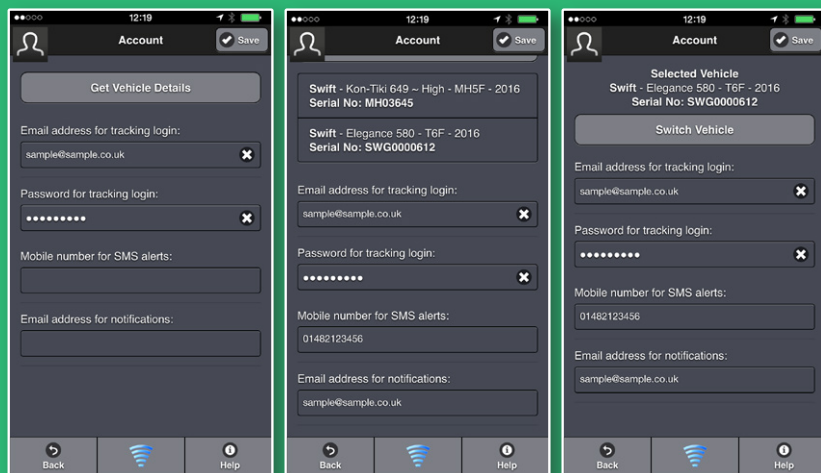 12:19
Account
Save
Get Vehicle Details
Email address for tracking login:
sample@sample.co.uk
Password for tracking login:
•••••••••
Mobile number for SMS alerts:
Email address for notifications:
Back
Help
12:19
Account
Save
Swift - Kon-Tiki 649 ~ High - MH5F - 2016
Serial No: MH03645
Swift - Elegance 580 - T6F - 2016
Serial No: SWG0000612
Email address for tracking login:
sample@sample.co.uk
Password for tracking login:
•••••••••
Mobile number for SMS alerts:
01482123456
Email address for notifications:
sample@sample.co.uk
Back
Help
12:19
Account
Save
Selected Vehicle
Swift - Elegance 580 - T6F - 2016
Serial No: SWG0000612
Switch Vehicle
Email address for tracking login:
sample@sample.co.uk
Password for tracking login:
•••••••••
Mobile number for SMS alerts:
01482123456
Email address for notifications:
sample@sample.co.uk
Back
Help